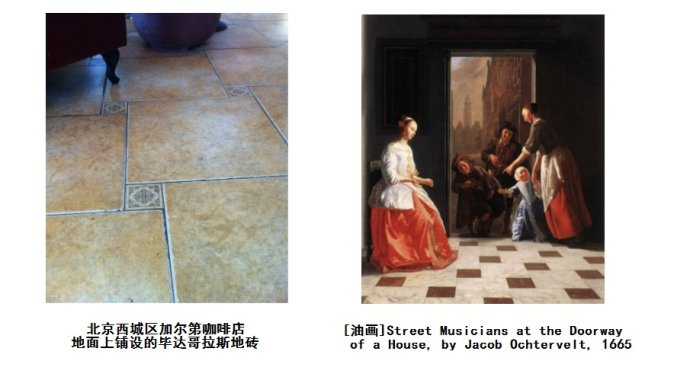 北京西城区加尔第咖啡店
地面上铺设的毕达哥拉斯地砖
[油画]Street Musicians at the Doorway
of a House, by Jacob Ochtervelt, 1665